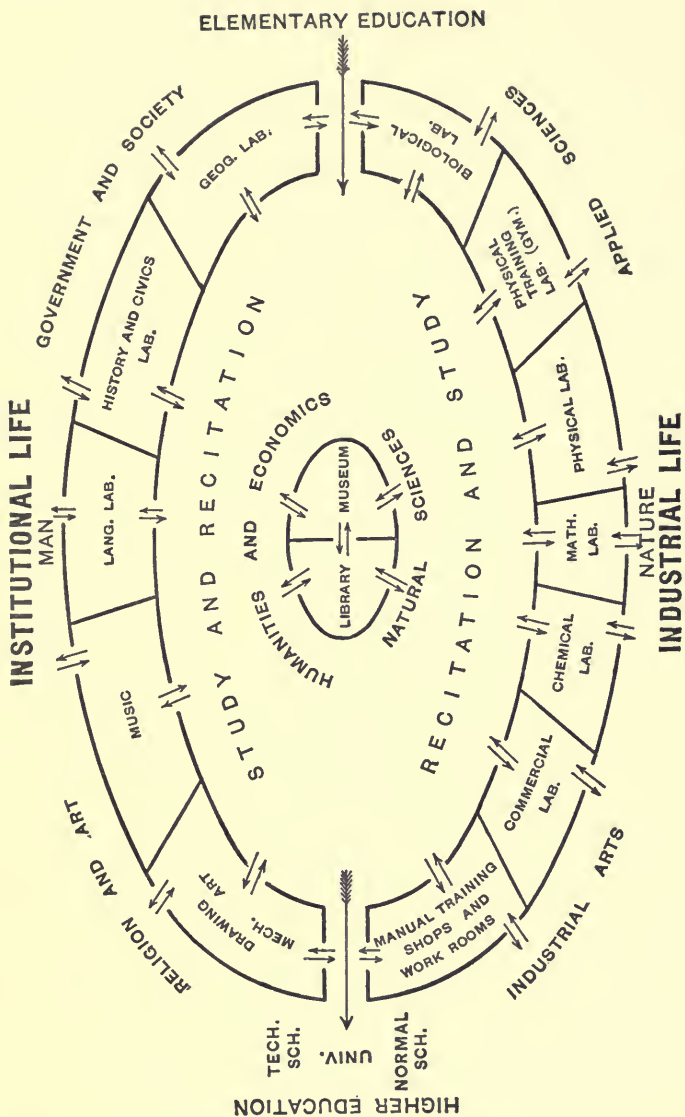 ELEMENTARY EDUCATION
GOVERNMENT AND SOCIETY
INSTITUTIONAL LIFE
MAN
RELIGION AND ART
GEOG. LAB.
HISTORY AND CIVICS
LAB.
LANG. LAB.
MUSIC
MECH.
DRAWING
ART
STUDY AND RECITATION
HUMANITIES AND ECONOMICS
LIBRARY
MUSEUM
NATURAL SCIENCES
RECITATION AND STUDY
BIOLOGICAL
LAB.
PHYSICAL
TRAINING
LAB. (GYM.)
PHYSICAL LAB.
MATH.
LAB.
CHEMICAL
LAB.
COMMERCIAL
LAB.
MANUAL TRAINING
SHOPS AND
WORK ROOMS
APPLIED SCIENCES
NATURE
INDUSTRIAL LIFE
INDUSTRIAL ARTS
TECH.
SCH.
UNIV.
NORMAL
SCH.
HIGHER EDUCATION